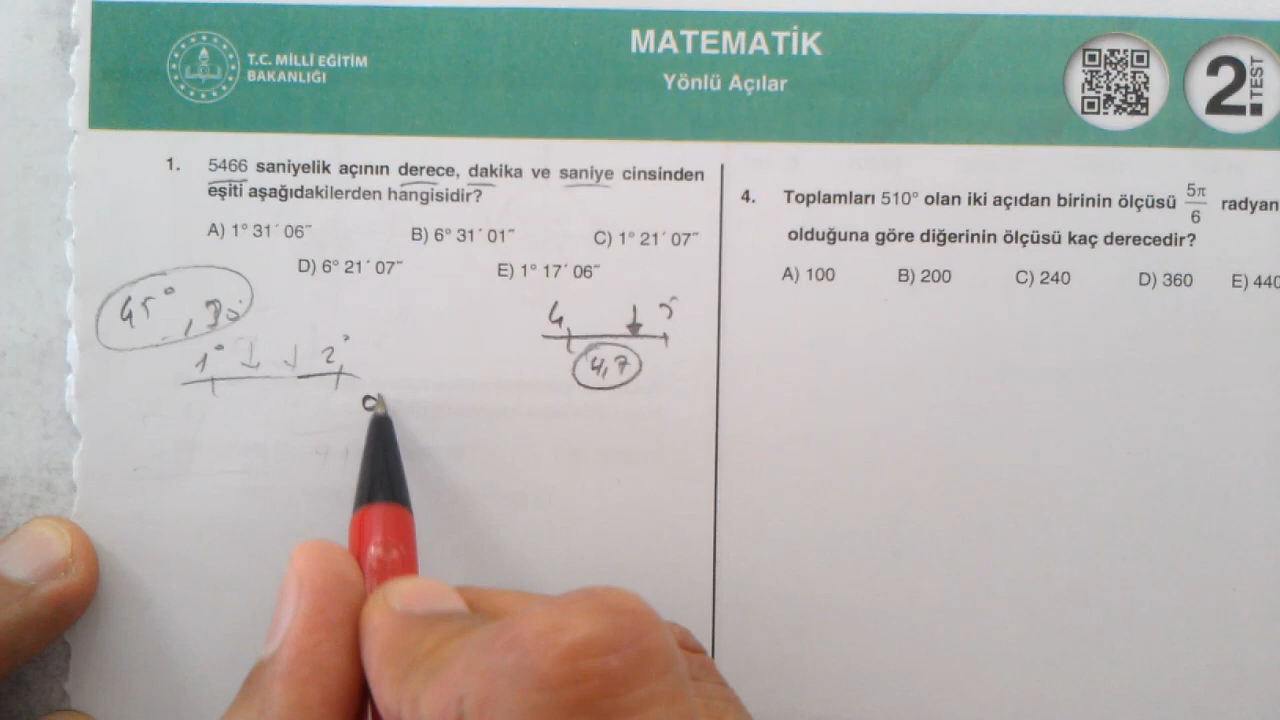 T.C. MİLLÎ EĞİTİM
BAKANLIĞI
MATEMATİK
Yönlü Açılar
2.
TEST
1. 5466 saniyelik açının derece, dakika ve saniye cinsinden
eşiti aşağıdakilerden hangisidir?
A) 1° 31´ 06˝ B) 6° 31´ 01˝ C) 1° 21´ 07˝
D) 6° 21´ 07˝ E) 1° 17´ 06˝
45°, 30
1° 2°
4 5
4,7
4. Toplamları 510° olan iki açıdan birinin ölçüsü 5π/6 radyan
olduğuna göre diğerinin ölçüsü kaç derecedir?
A) 100 B) 200 C) 240 D) 360 E) 440